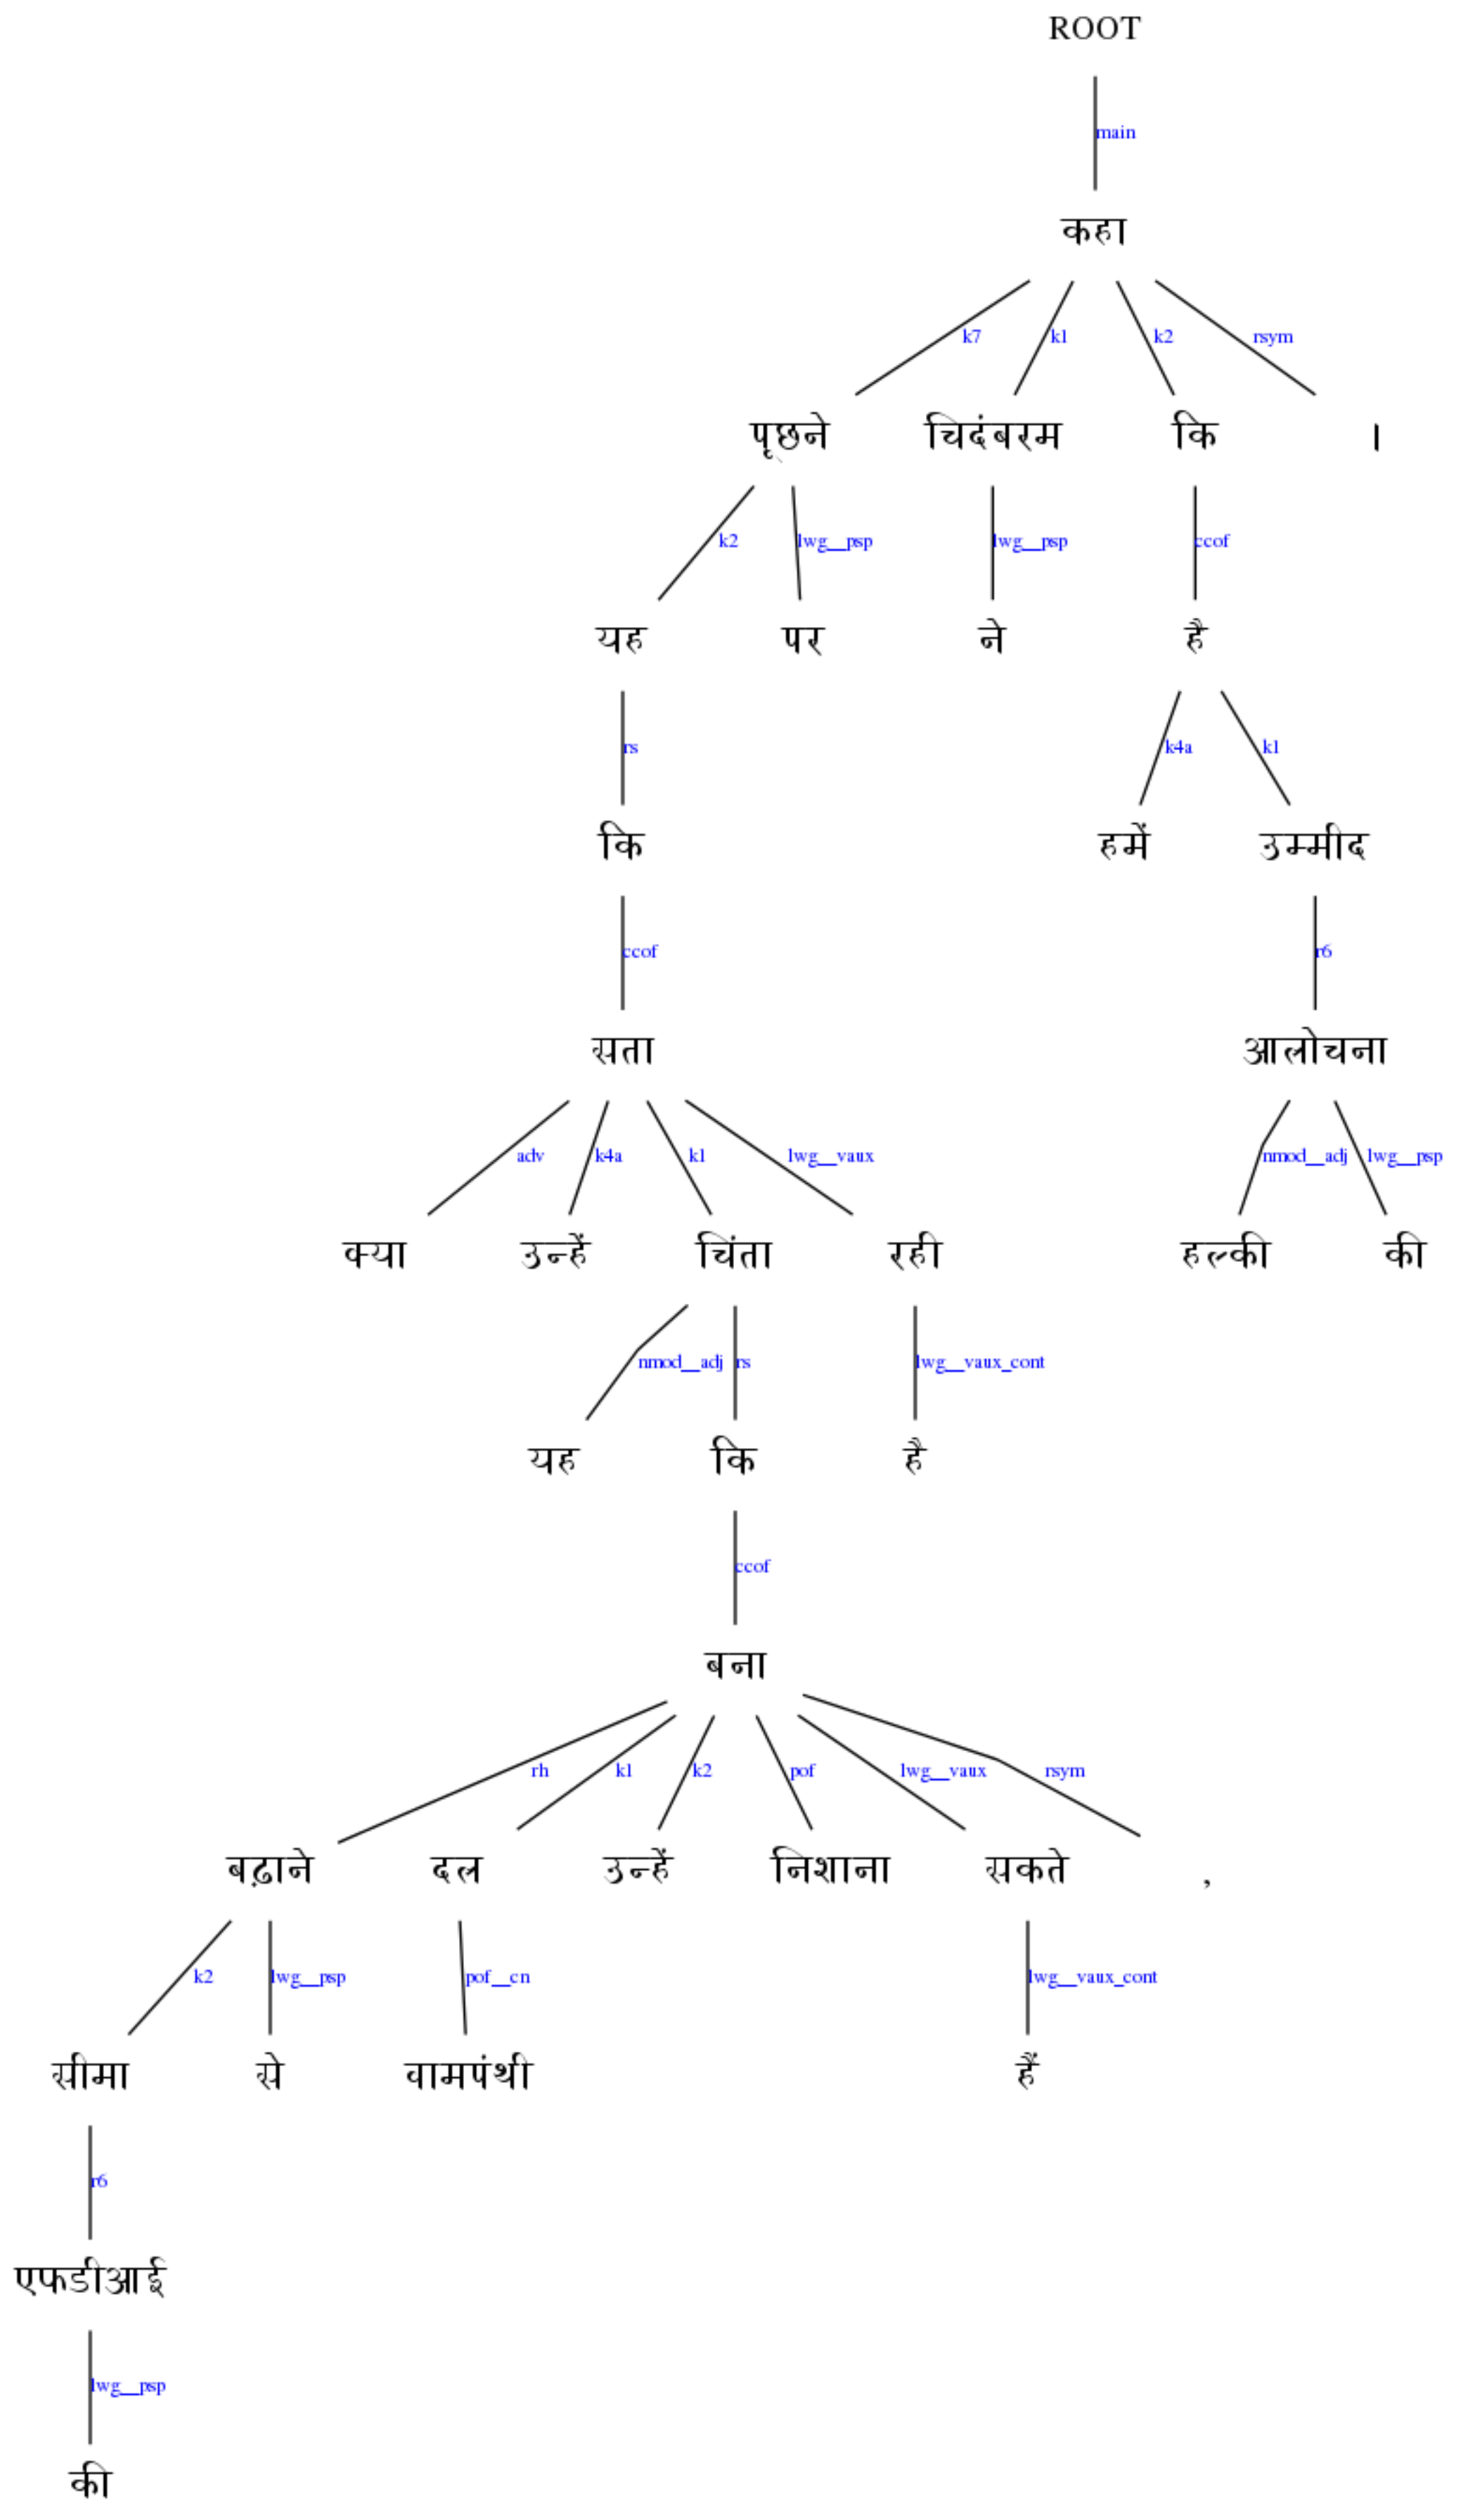 ROOT
main
कहा
k7 k1 k2 rsym
पूछने चिदंबरम कि ।
k2 lwg__psp lwg__psp ccof
यह पर ने है
rs k4a k1
कि हमें उम्मीद
ccof r6
सता आलोचना
adv k4a k1 lwg__vaux nmod__adj lwg__psp
क्या उन्हें चिंता रही हल्की की
nmod__adj rs lwg__vaux_cont
यह कि है
ccof
बना
rh k1 k2 pof lwg__vaux rsym
बढ़ाने दल उन्हें निशाना सकते ,
k2 lwg__psp pof__cn lwg__vaux_cont
सीमा से वामपंथी हैं
r6
एफडीआई
lwg__psp
की